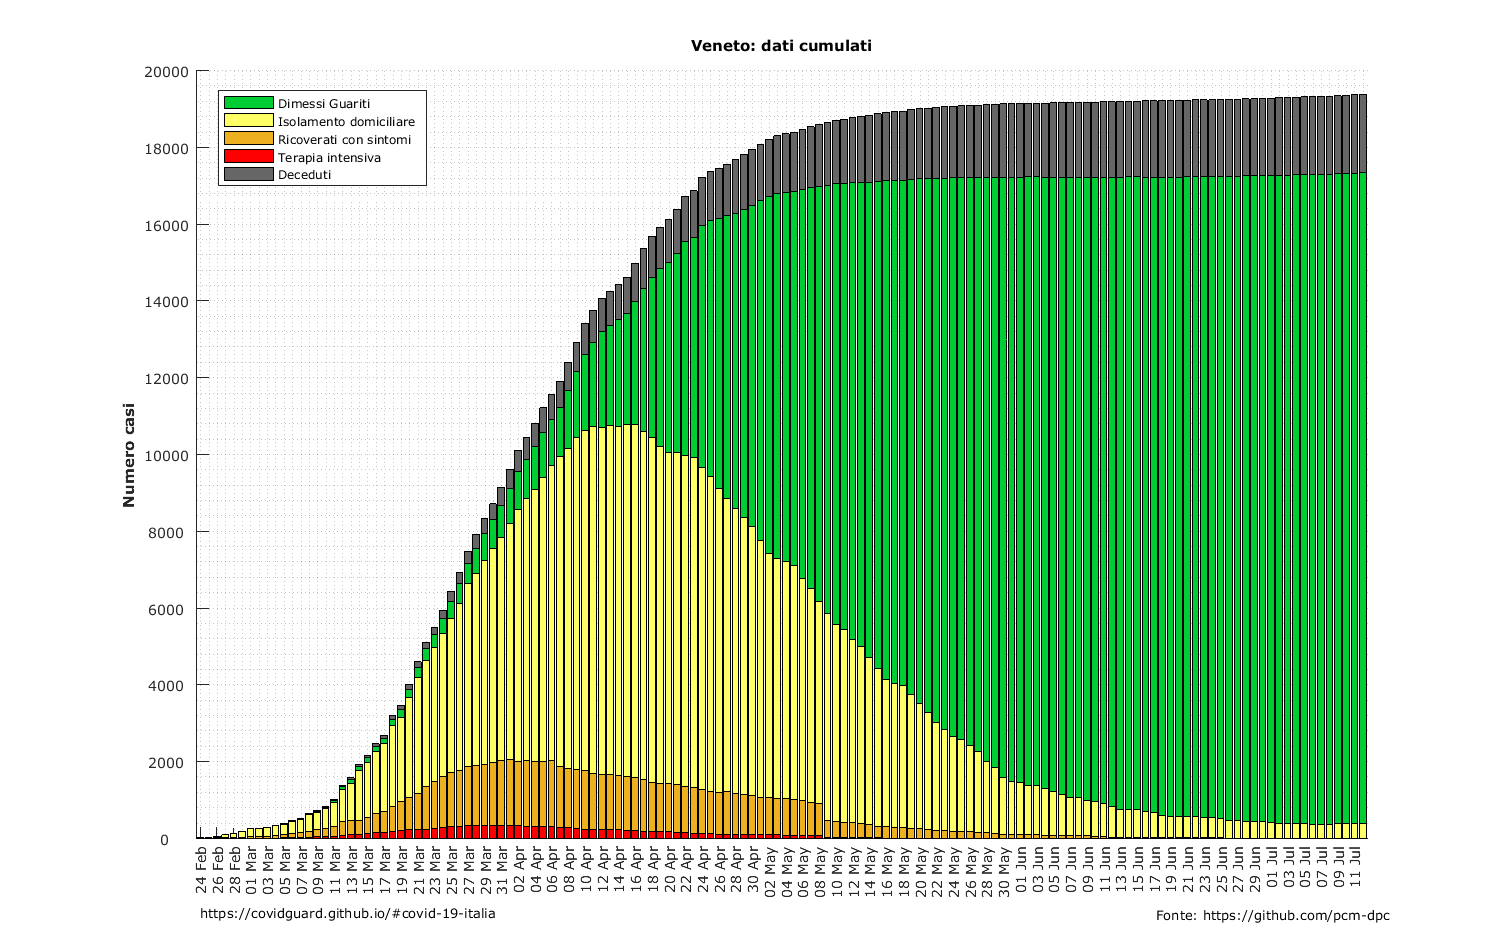 Veneto: dati cumulati
20000
18000
16000
14000
12000
10000
8000
6000
4000
2000
0
Numero casi
Dimessi Guariti
Isolamento domiciliare
Ricoverati con sintomi
Terapia intensiva
Deceduti
24 Feb
26 Feb
28 Feb
01 Mar
03 Mar
05 Mar
07 Mar
09 Mar
11 Mar
13 Mar
15 Mar
17 Mar
19 Mar
21 Mar
23 Mar
25 Mar
27 Mar
29 Mar
31 Mar
02 Apr
04 Apr
06 Apr
08 Apr
10 Apr
12 Apr
14 Apr
16 Apr
18 Apr
20 Apr
22 Apr
24 Apr
26 Apr
28 Apr
30 Apr
02 May
04 May
06 May
08 May
10 May
12 May
14 May
16 May
18 May
20 May
22 May
24 May
26 May
28 May
30 May
01 Jun
03 Jun
05 Jun
07 Jun
09 Jun
11 Jun
13 Jun
15 Jun
17 Jun
19 Jun
21 Jun
23 Jun
25 Jun
27 Jun
29 Jun
01 Jul
03 Jul
05 Jul
07 Jul
09 Jul
11 Jul
https://covidguard.github.io/#covid-19-italia
Fonte: https://github.com/pcm-dpc